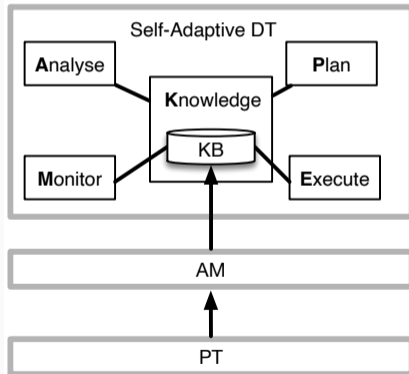 Self-Adaptive DT
Analyse
Plan
Knowledge
KB
Monitor
Execute
AM
PT